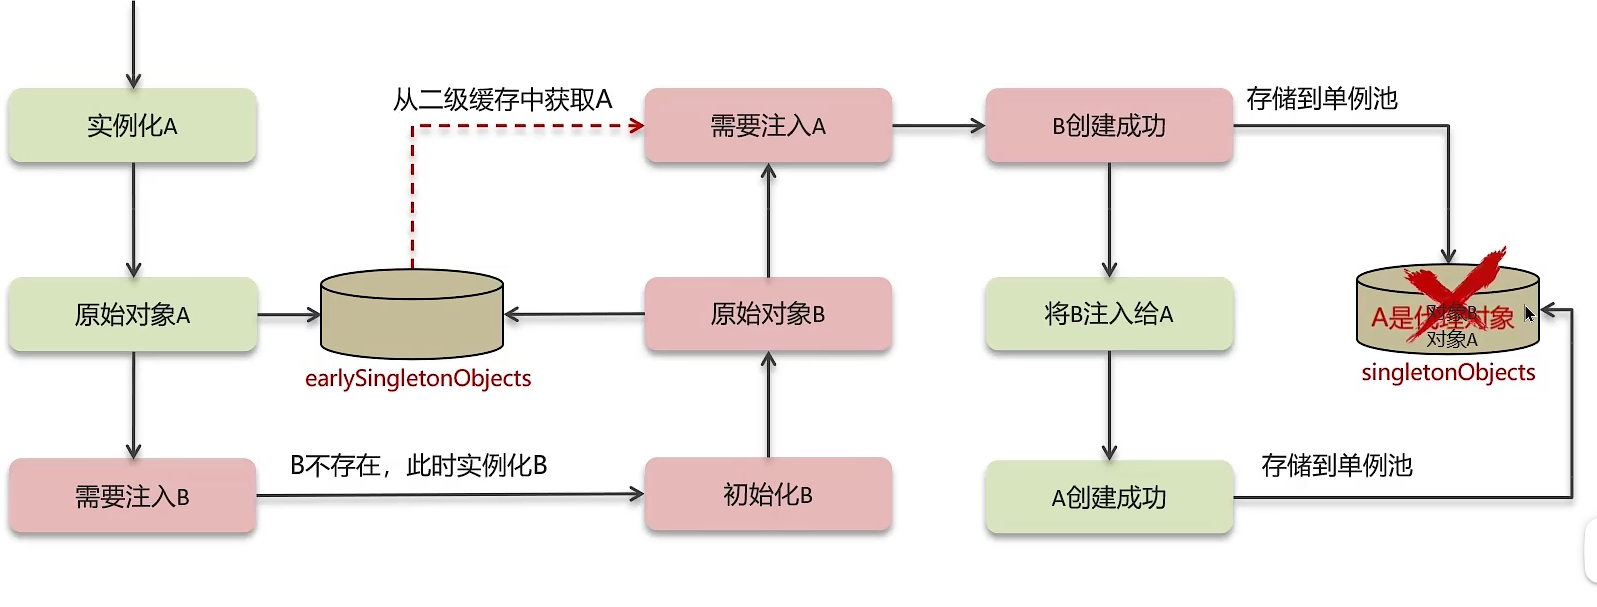 从二级缓存中获取A
存储到单例池
实例化A
需要注入A
B创建成功
原始对象A
原始对象B
将B注入给A
对象B
A是代理对象
对象A
earlySingletonObjects
singletonObjects
B不存在，此时实例化B
存储到单例池
需要注入B
初始化B
A创建成功